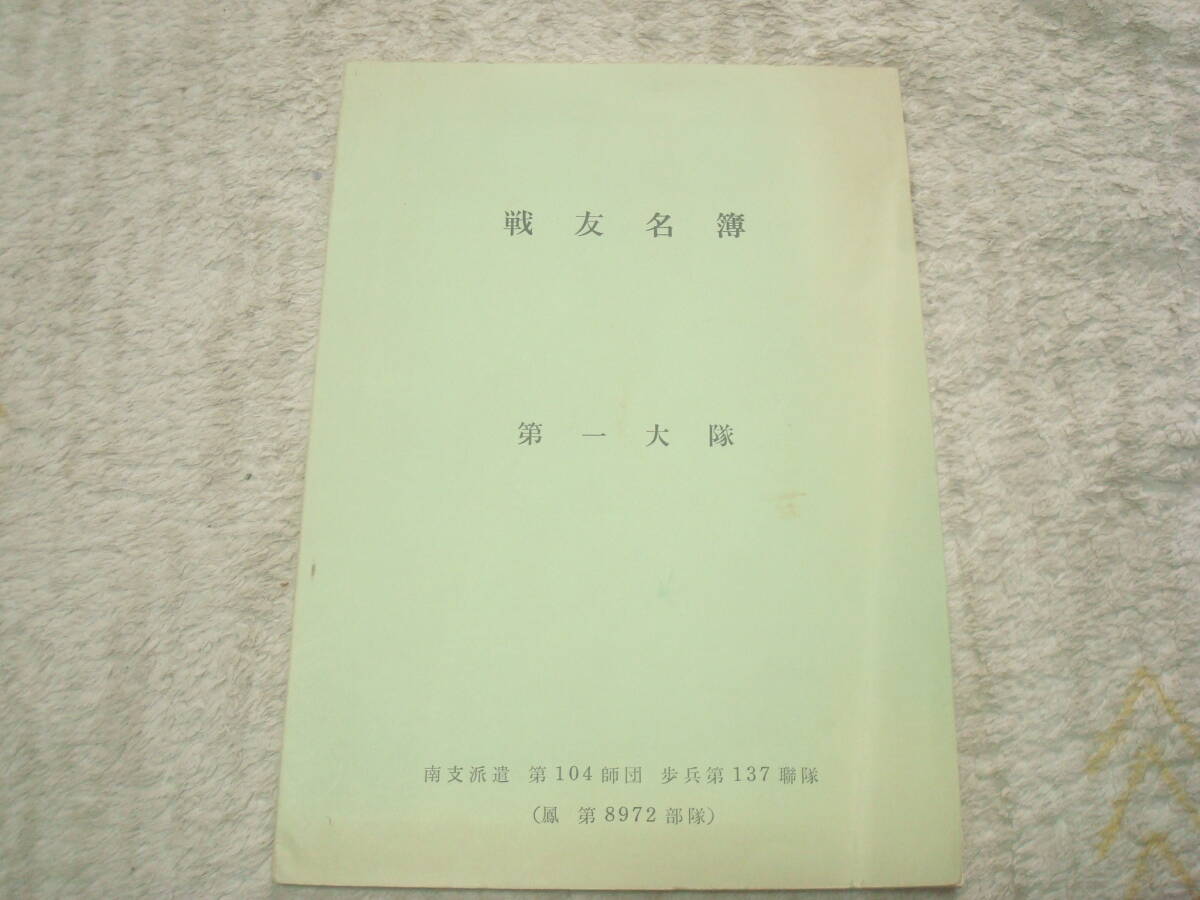 戦友名簿
第一大隊
南支派遣 第104師団 歩兵第137聯隊
(鳳 第8972部隊)